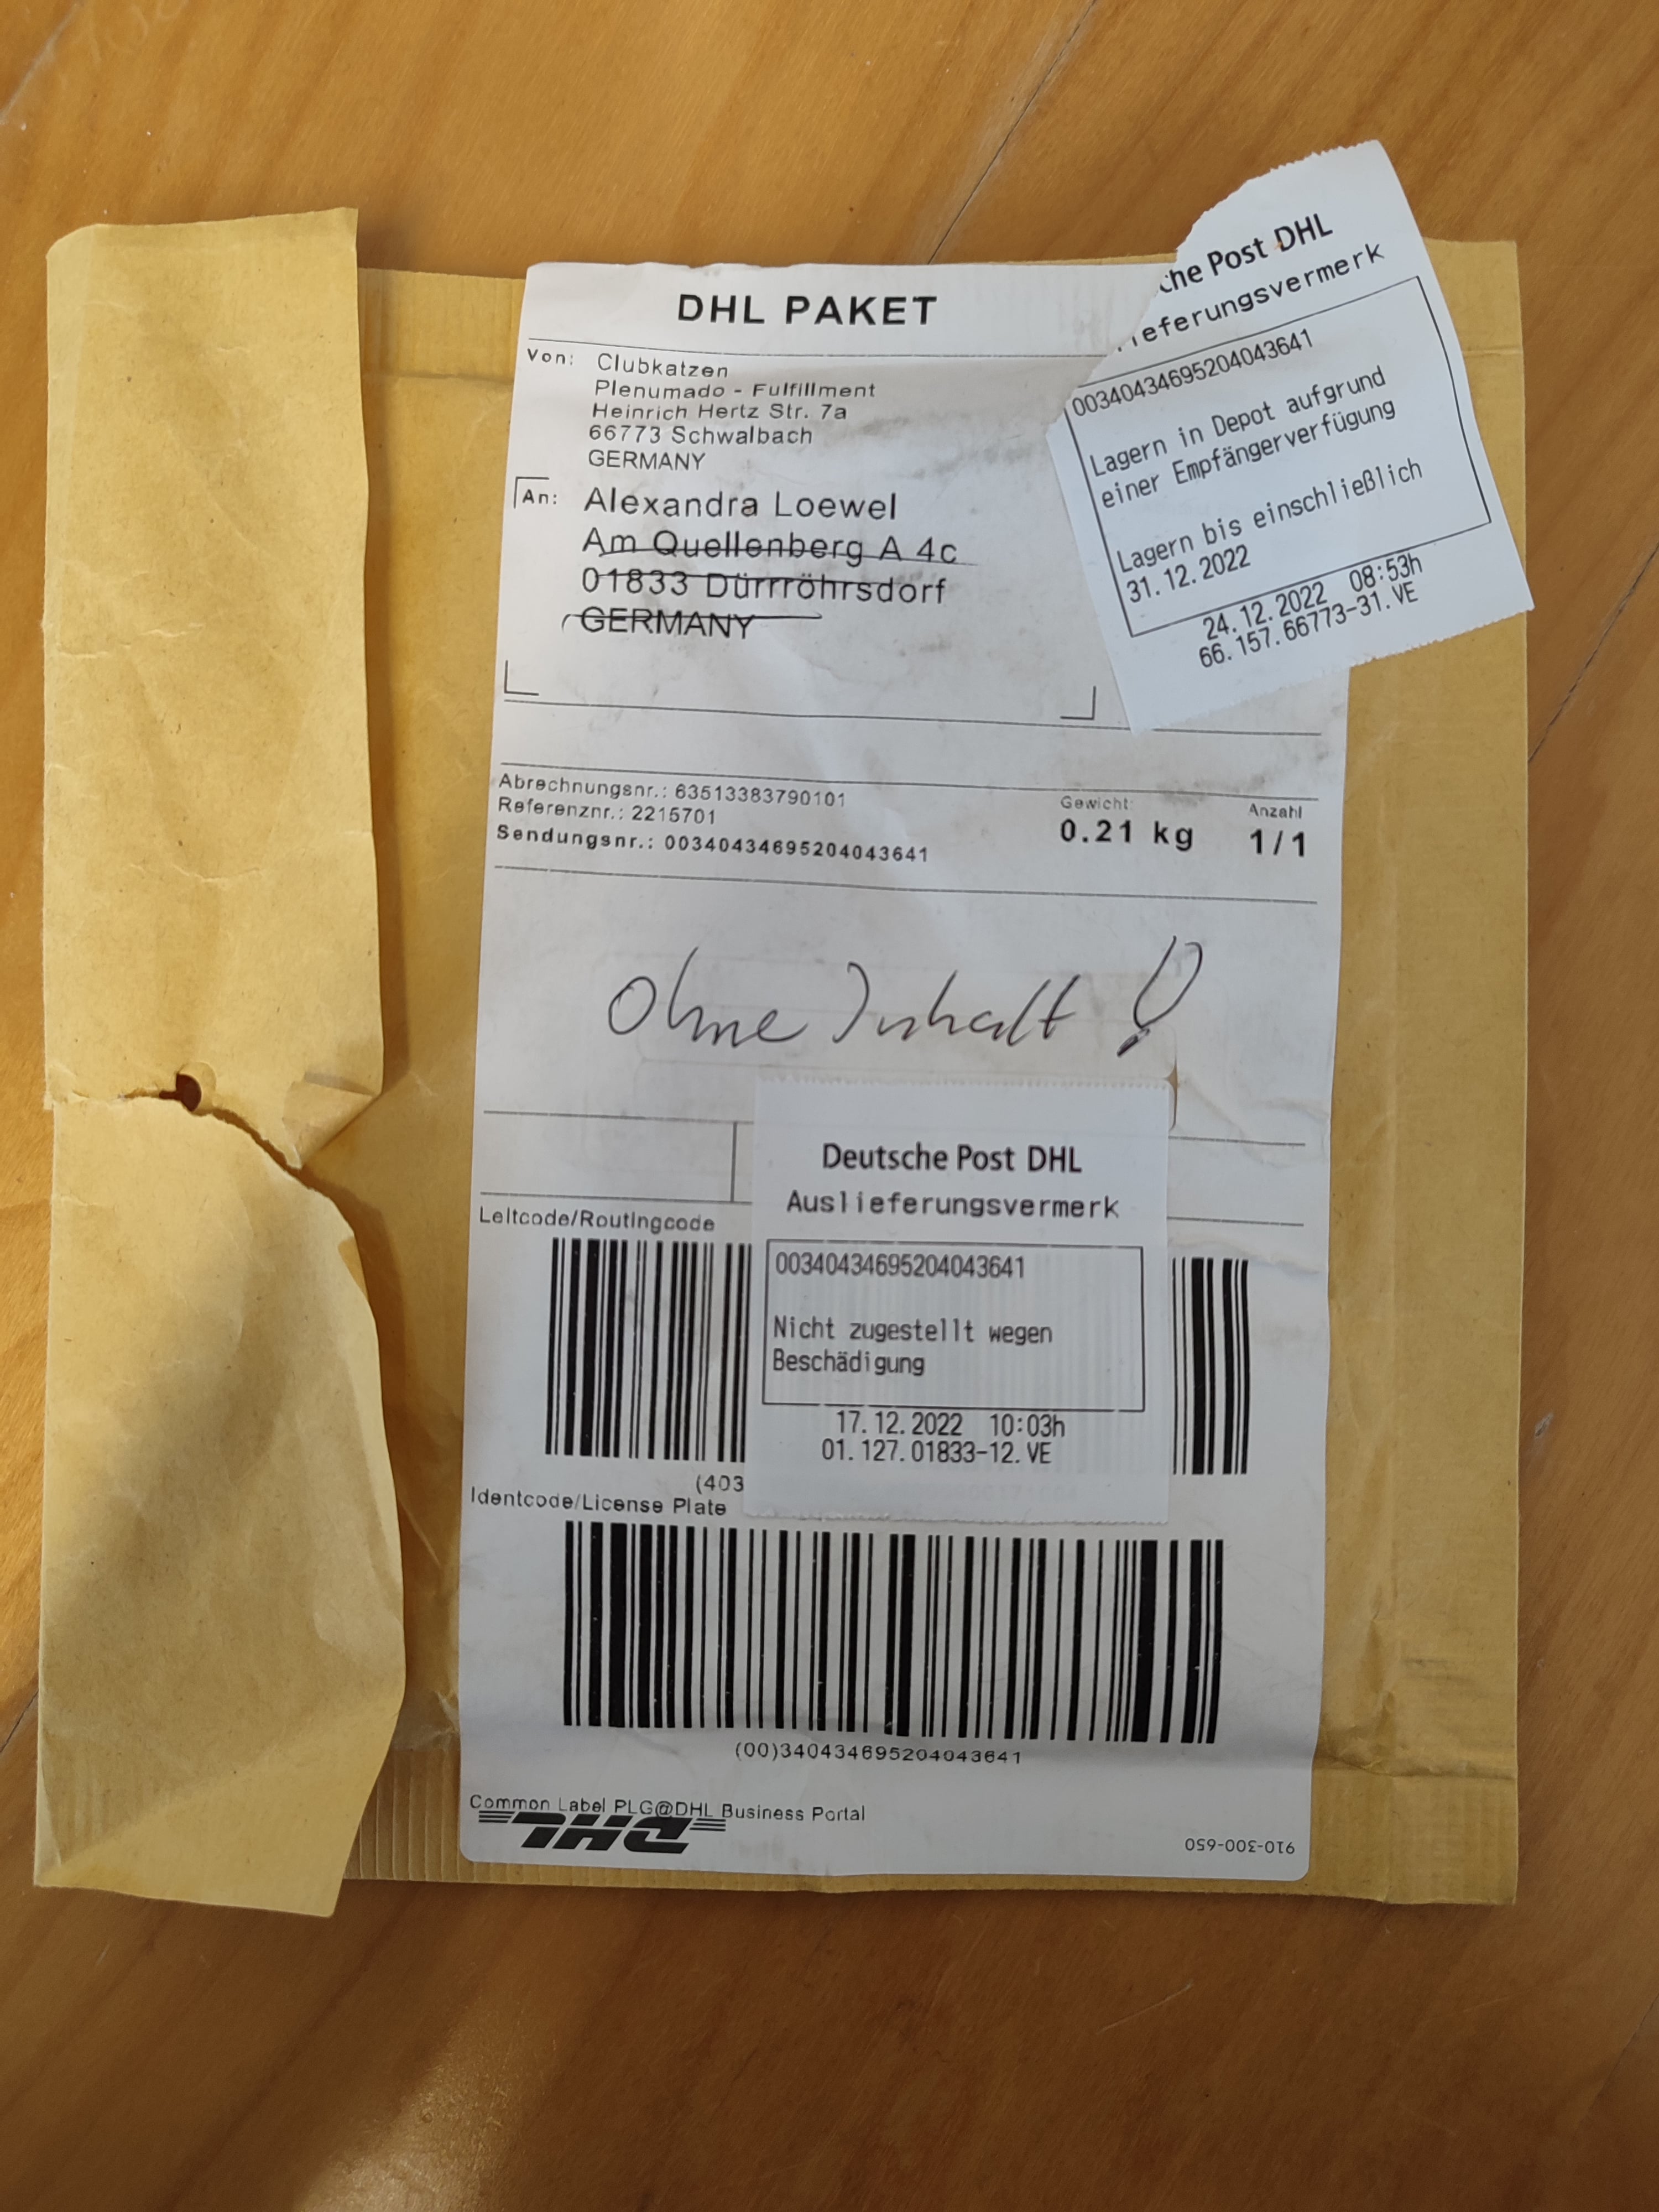 DHL PAKET
Von: Clubkatzen
Plenumado - Fulfillment
Heinrich Hertz Str. 7a
66773 Schwalbach
GERMANY
An: Alexandra Loewel
Am Quellenberg A 4c
01833 Dürrröhrsdorf
GERMANY
che Post DHL
ieferungsvermerk
00340434695204043641
Lagern in Depot aufgrund
einer Empfängerverfügung
Lagern bis einschließlich
31.12.2022
24.12.2022 08:53h
66.157.66773-31.VE
Abrechnungsnr.: 63513383790101
Referenznr.: 2215701
Sendungsnr.: 00340434695204043641
Gewicht:
0.21 kg
Anzahl
1/1
Ohne Inhalt !
Deutsche Post DHL
Auslieferungsvermerk
00340434695204043641
Nicht zugestellt wegen
Beschädigung
17.12.2022 10:03h
01.127.01833-12.VE
Leitcode/Routingcode
(403
Identcode/License Plate
(00)340434695204043641
Common Label PLG@DHL Business Portal
DHL
910-300-650